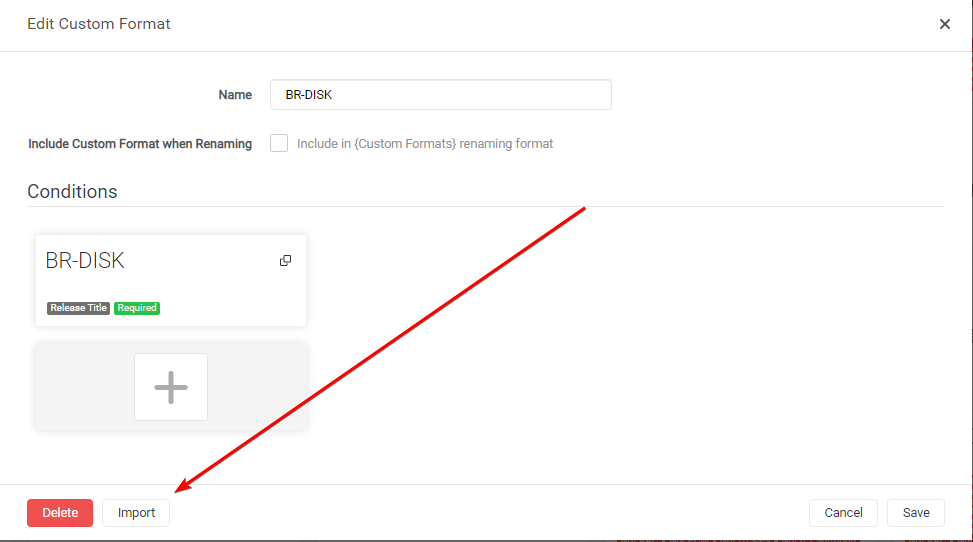 Edit Custom Format
Name
BR-DISK
Include Custom Format when Renaming
Include in {Custom Formats} renaming format
Conditions
BR-DISK
Release Title Required
Delete Import Cancel Save